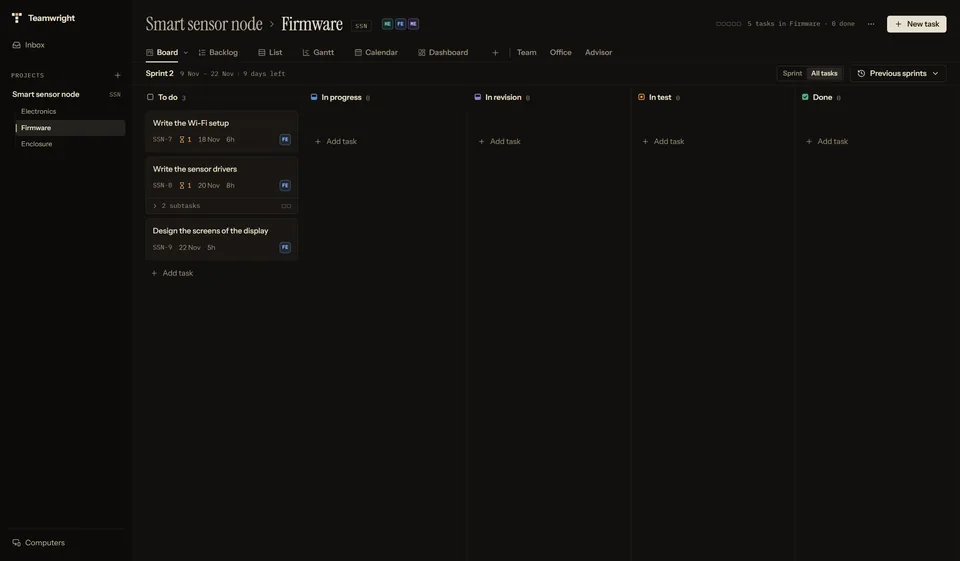 Teamwright
Inbox
PROJECTS
Smart sensor node SSN
Electronics
Firmware
Enclosure
Computers
Smart sensor node › Firmware SSN
HE FE ME
5 tasks in Firmware · 0 done
New task
Board Backlog List Gantt Calendar Dashboard Team Office Advisor
Sprint 2 9 Nov – 22 Nov · 9 days left
Sprint All tasks Previous sprints
To do 3
Write the Wi-Fi setup
SSN-7 1 18 Nov 6h FE
Write the sensor drivers
SSN-8 1 20 Nov 8h FE
2 subtasks
Design the screens of the display
SSN-9 22 Nov 5h FE
Add task
In progress 0
Add task
In revision 0
Add task
In test 0
Add task
Done 0
Add task